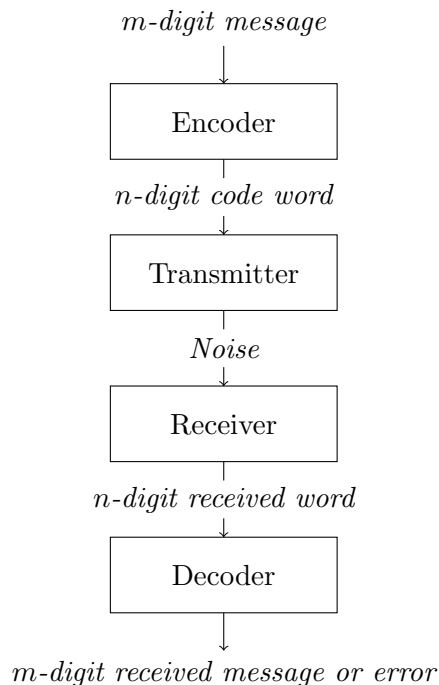 m-digit message
Encoder
n-digit code word
Transmitter
Noise
Receiver
n-digit received word
Decoder
m-digit received message or error